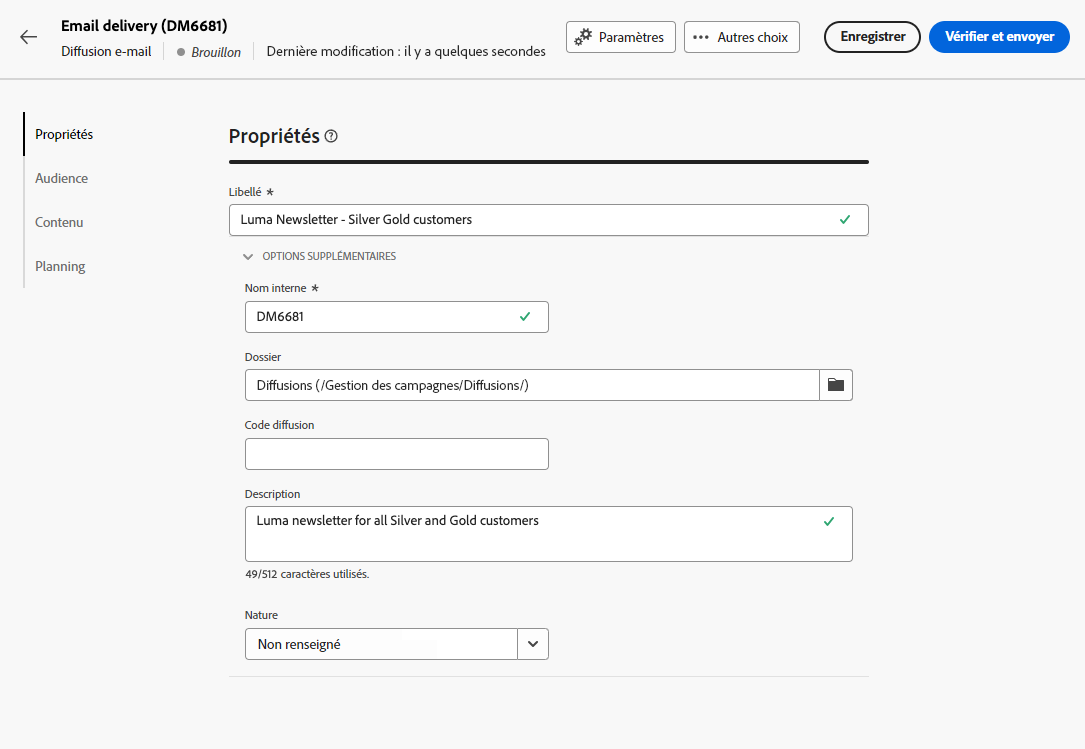 Email delivery (DM6681)
Diffusion e-mail
Brouillon
Dernière modification : il y a quelques secondes
Paramètres
Autres choix
Enregistrer
Vérifier et envoyer
Propriétés
Audience
Contenu
Planning
Propriétés
Libellé *
Luma Newsletter - Silver Gold customers
OPTIONS SUPPLÉMENTAIRES
Nom interne *
DM6681
Dossier
Diffusions (/Gestion des campagnes/Diffusions/)
Code diffusion
Description
Luma newsletter for all Silver and Gold customers
49/512 caractères utilisés.
Nature
Non renseigné